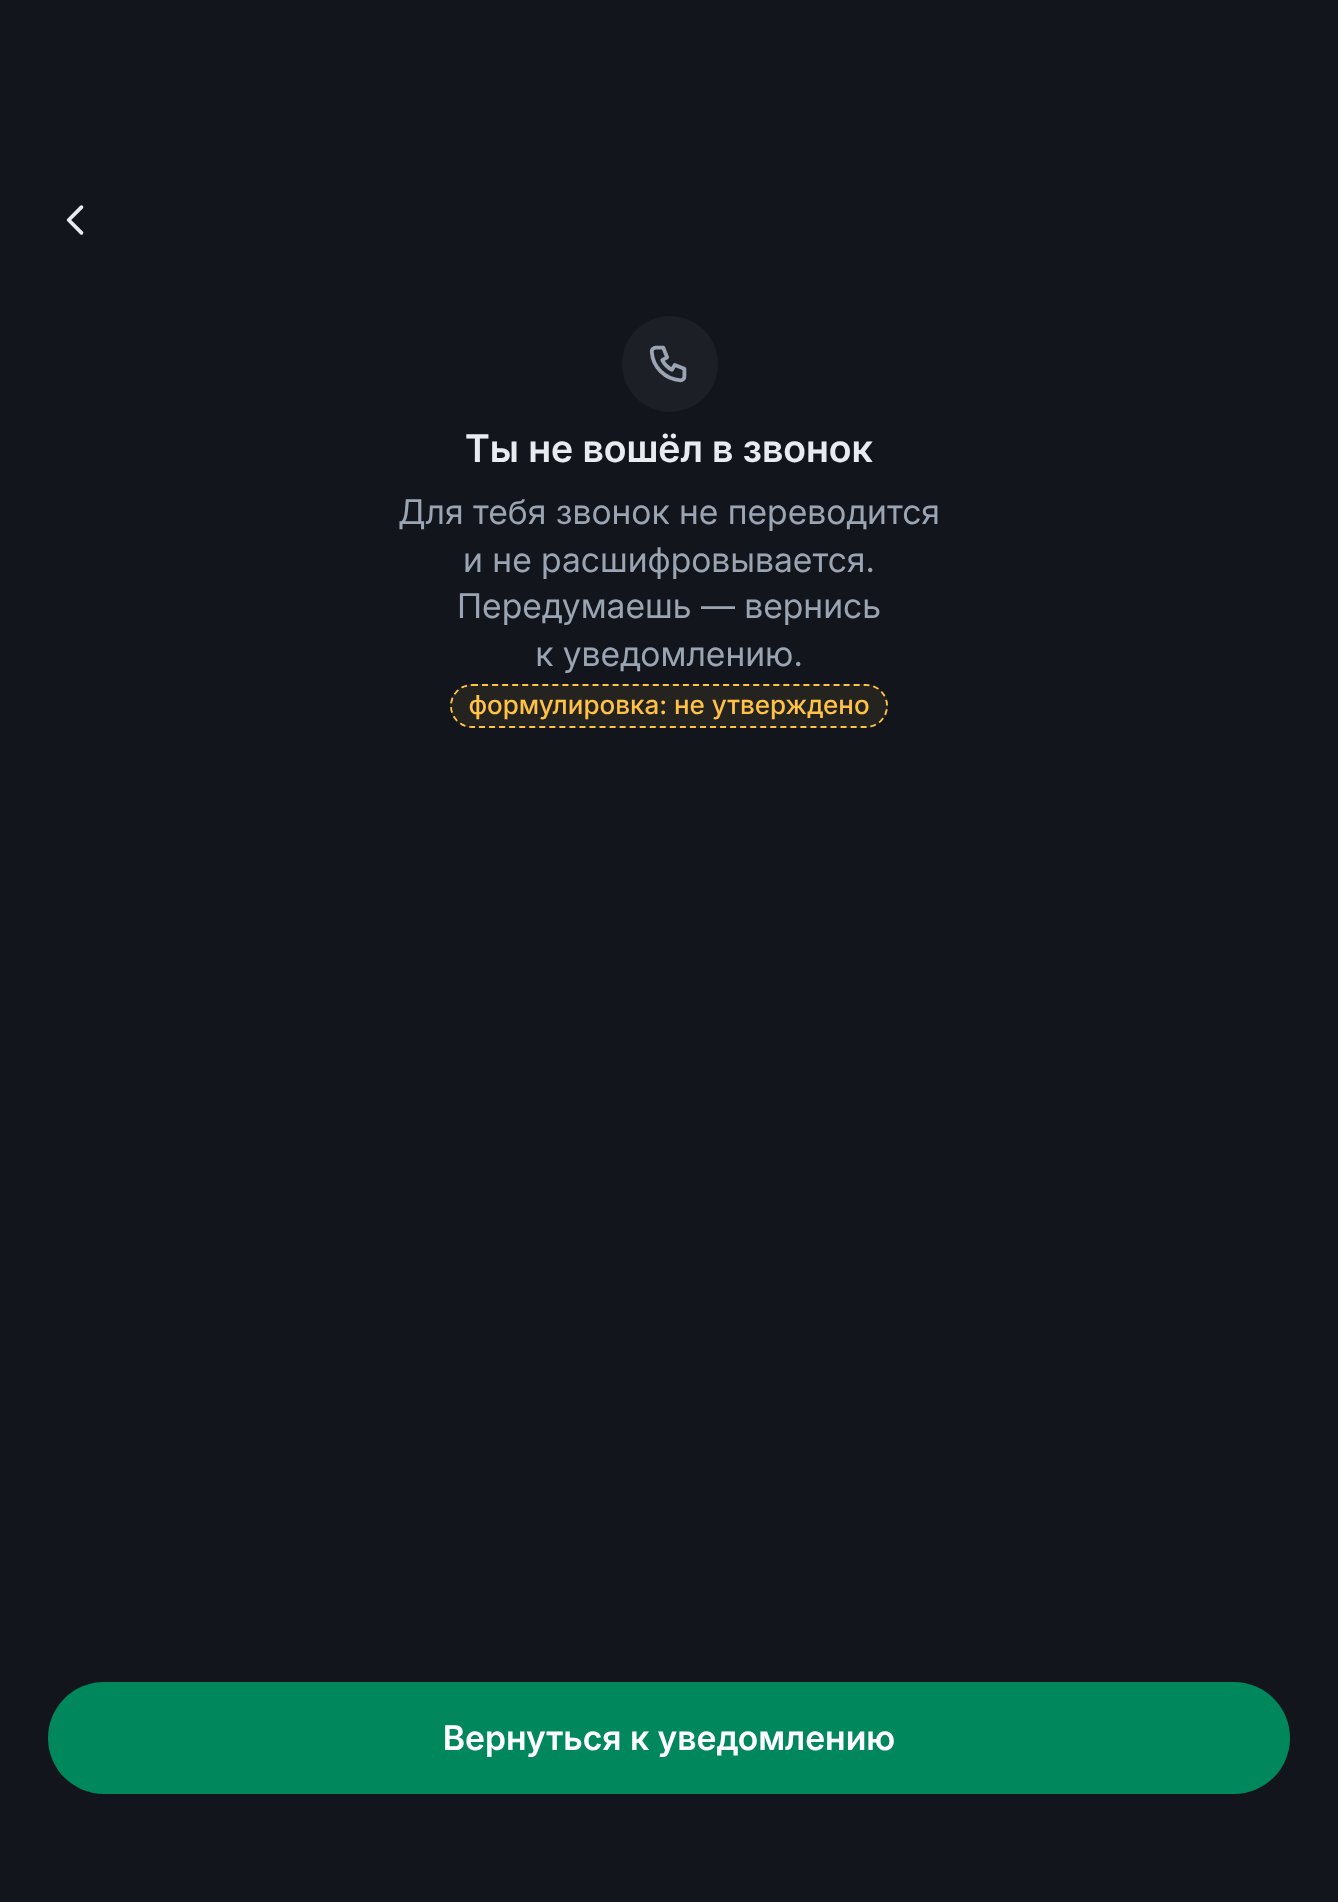 Ты не вошёл в звонок
Для тебя звонок не переводится
и не расшифровывается.
Передумаешь — вернись
к уведомлению.
формулировка: не утверждено
Вернуться к уведомлению